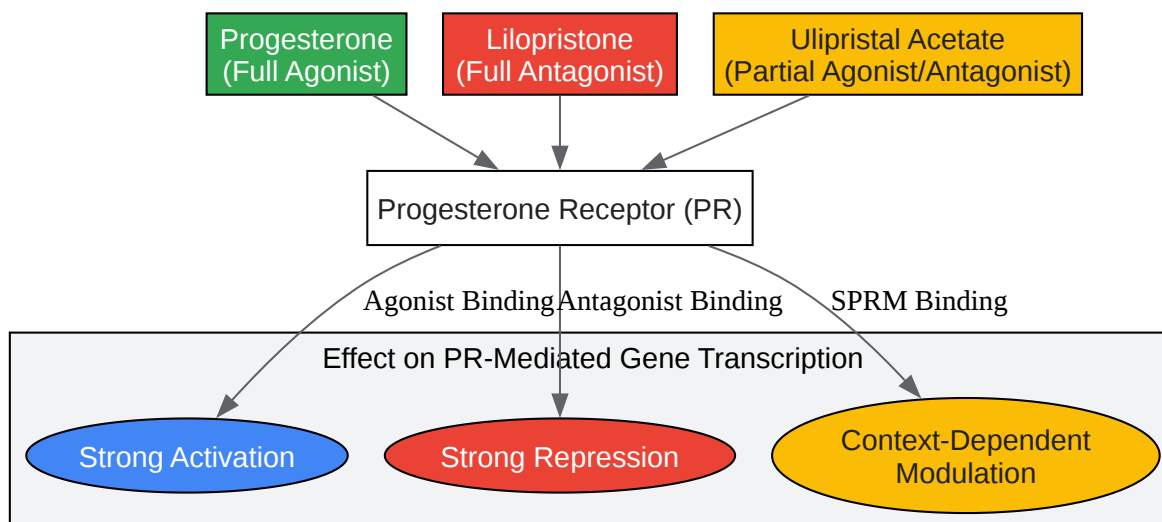 Progesterone
(Full Agonist)
Lilopristone
(Full Antagonist)
Ulipristal Acetate
(Partial Agonist/Antagonist)
Progesterone Receptor (PR)
Agonist Binding
Antagonist Binding
SPRM Binding
Effect on PR-Mediated Gene Transcription
Strong Activation
Strong Repression
Context-Dependent
Modulation